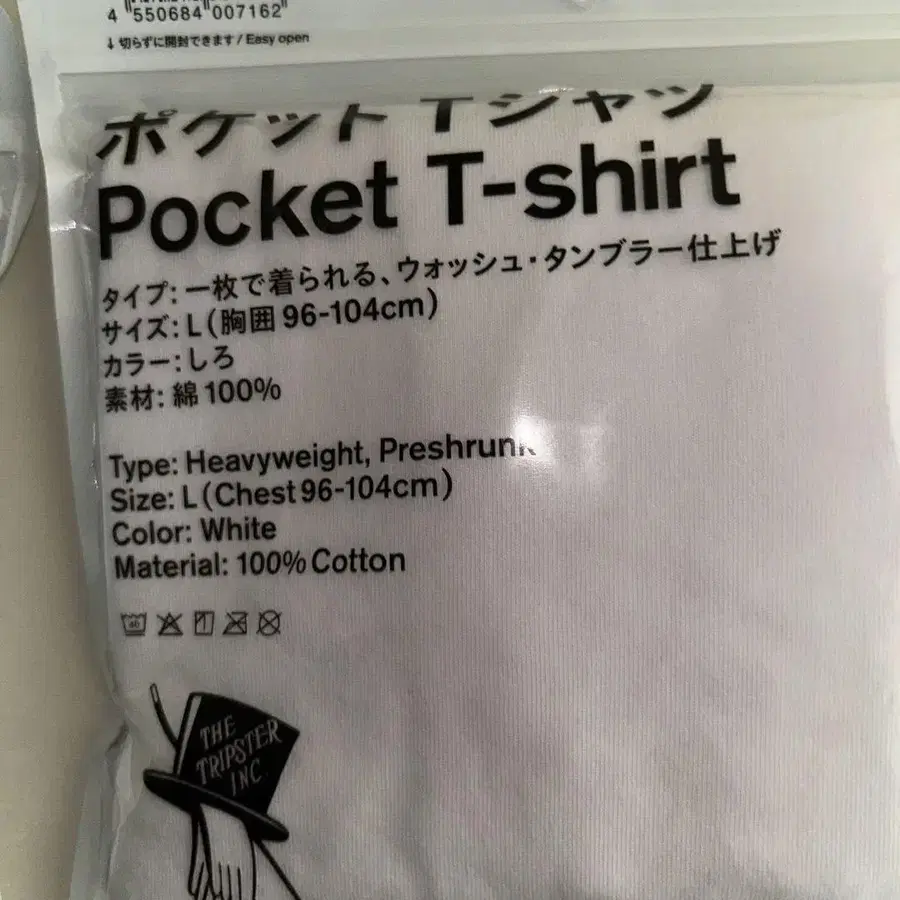 4 550684 007162
↓ 切らずに開封できます / Easy open
ポケット Tシャツ
Pocket T-shirt
タイプ: 一枚で着られる、ウォッシュ・タンブラー仕上げ
サイズ: L (胸囲 96-104cm)
カラー: しろ
素材: 綿 100%
Type: Heavyweight, Preshrunk
Size: L (Chest 96-104cm)
Color: White
Material: 100% Cotton
40
THE
TRIPSTER
INC